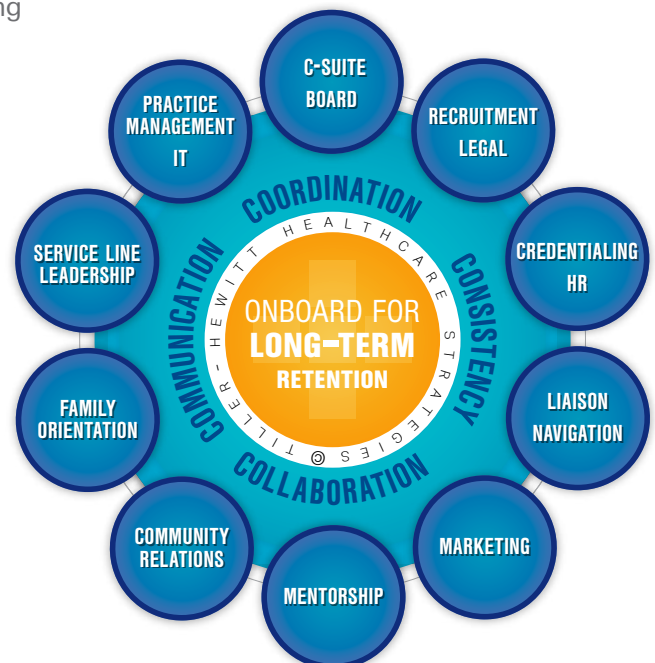 ng
C-SUITE
BOARD
RECRUITMENT
LEGAL
CREDENTIALING
HR
LIAISON
NAVIGATION
MARKETING
MENTORSHIP
COMMUNITY
RELATIONS
FAMILY
ORIENTATION
SERVICE LINE
LEADERSHIP
PRACTICE
MANAGEMENT
IT
COORDINATION
CONSISTENCY
COLLABORATION
COMMUNICATION
TILLER-HEWITT HEALTHCARE STRATEGIES ©
ONBOARD FOR
LONG-TERM
RETENTION